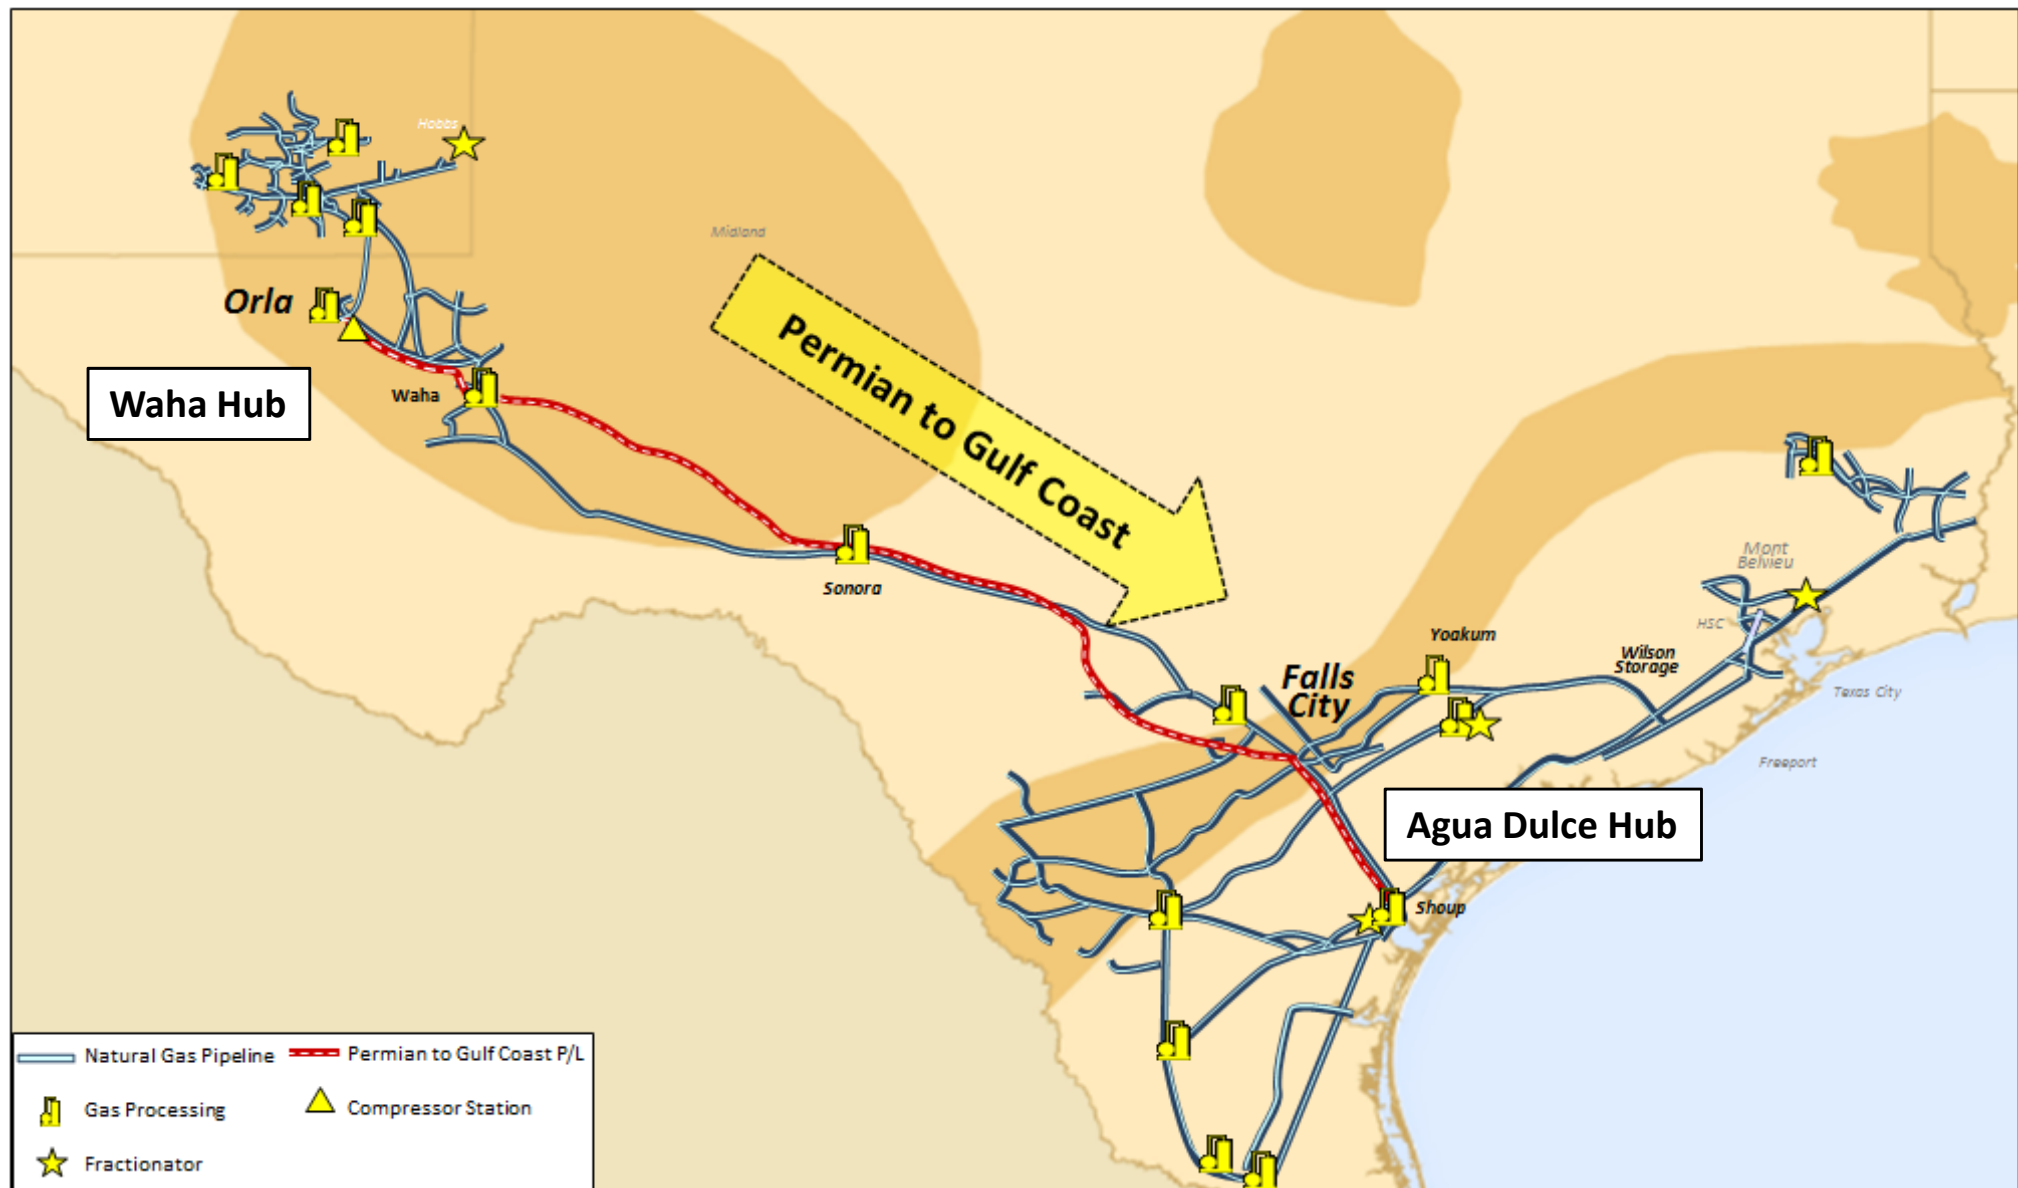 Hobbs
Midland
Orla
Permian to Gulf Coast
Waha Hub
Waha
Sonora
Mont
Belvieu
HSC
Yoakum
Wilson
Storage
Falls
City
Texas City
Freeport
Agua Dulce Hub
Shoup
Natural Gas Pipeline
Permian to Gulf Coast P/L
Gas Processing
Compressor Station
Fractionator